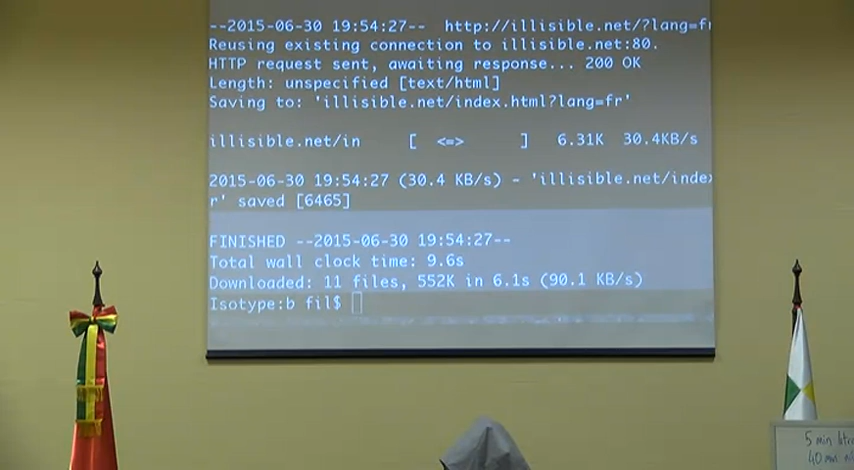 --2015-06-30 19:54:27-- http://illisible.net/?lang=fr
Reusing existing connection to illisible.net:80.
HTTP request sent, awaiting response... 200 OK
Length: unspecified [text/html]
Saving to: 'illisible.net/index.html?lang=fr'
illisible.net/in [ <=> ] 6.31K 30.4KB/s
2015-06-30 19:54:27 (30.4 KB/s) - 'illisible.net/index
r' saved [6465]
FINISHED --2015-06-30 19:54:27--
Total wall clock time: 9.6s
Downloaded: 11 files, 552K in 6.1s (90.1 KB/s)
Isotype:b fil$
5 min
40 min